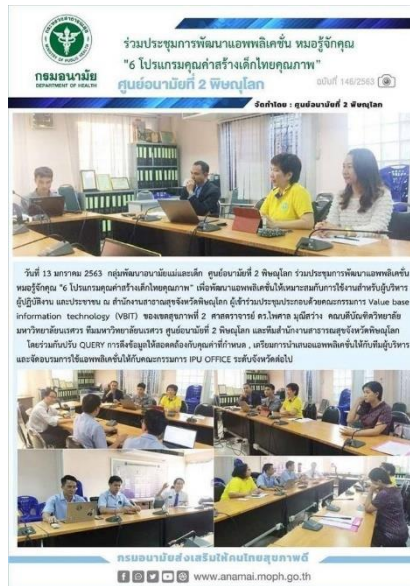 ร่วมประชุมการพัฒนาแอพพลิเคชั่น หมอรู้จักคุณ
"6 โปรแกรมคุณค่าสร้างเด็กไทยคุณภาพ"
กรมอนามัย
DEPARTMENT OF HEALTH
ศูนย์อนามัยที่ 2 พิษณุโลก
ฉบับที่ 146/2563
จัดทำโดย : ศูนย์อนามัยที่ 2 พิษณุโลก
วันที่ 13 มกราคม 2563 กลุ่มพัฒนาอนามัยแม่และเด็ก ศูนย์อนามัยที่ 2 พิษณุโลก ร่วมประชุมการพัฒนาแอพพลิเคชั่น
หมอรู้จักคุณ "6 โปรแกรมคุณค่าสร้างเด็กไทยคุณภาพ" เพื่อพัฒนาแอพพลิเคชั่นให้เหมาะสมกับการใช้งานสำหรับผู้บริหาร
ผู้ปฏิบัติงาน และประชาชน ณ สำนักงานสาธารณสุขจังหวัดพิษณุโลก ผู้เข้าร่วมประชุมประกอบด้วยคณะกรรมการ Value base
information technology (VBIT) ของเขตสุขภาพที่ 2 ศาสตราจารย์ ดร.ไพศาล มุณีสว่าง คณบดีบัณฑิตวิทยาลัย
มหาวิทยาลัยนเรศวร ทีมมหาวิทยาลัยนเรศวร ศูนย์อนามัยที่ 2 พิษณุโลก และทีมสำนักงานสาธารณสุขจังหวัดพิษณุโลก
โดยร่วมกันปรับ QUERY การดึงข้อมูลให้สอดคล้องกับคุณค่าที่กำหนด , เตรียมการนำเสนอแอพพลิเคชั่นให้กับทีมผู้บริหาร
และจัดอบรมการใช้แอพพลิเคชั่นให้กับคณะกรรมการ IPU OFFICE ระดับจังหวัดต่อไป
กรมอนามัยส่งเสริมให้คนไทยสุขภาพดี
www.anamai.moph.go.th